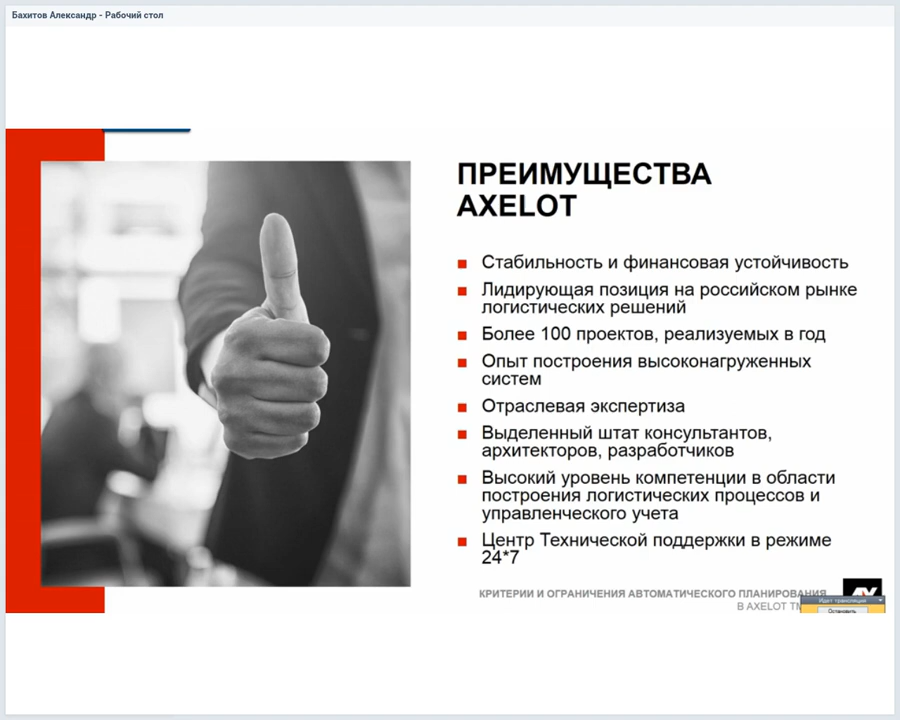 Бахитов Александр - Рабочий стол
ПРЕИМУЩЕСТВА
AXELOT
Стабильность и финансовая устойчивость
Лидирующая позиция на российском рынке
логистических решений
Более 100 проектов, реализуемых в год
Опыт построения высоконагруженных
систем
Отраслевая экспертиза
Выделенный штат консультантов,
архитекторов, разработчиков
Высокий уровень компетенции в области
построения логистических процессов и
управленческого учета
Центр Технической поддержки в режиме
24*7
КРИТЕРИИ И ОГРАНИЧЕНИЯ АВТОМАТИЧЕСКОГО ПЛАНИРОВАНИЯ
В AXELOT
Идет трансляция
Остановить